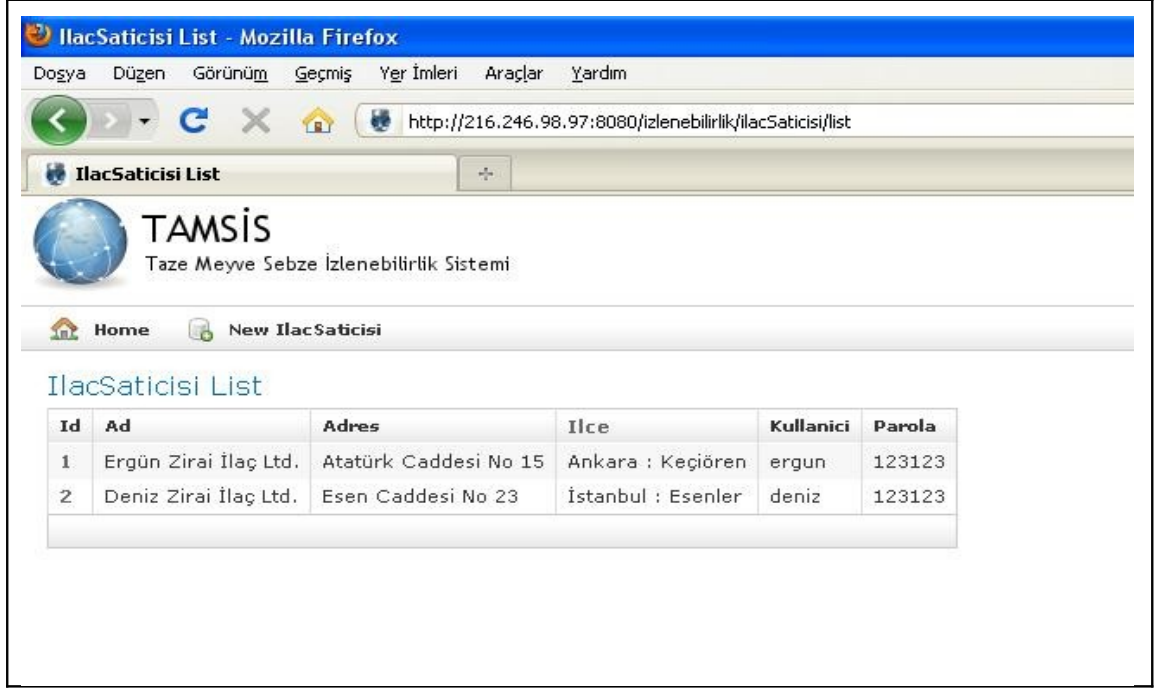 IlacSaticisi List - Mozilla Firefox
Dosya Düzen Görünüm Geçmiş Yer İmleri Araçlar Yardım
http://216.246.98.97:8080/izlenebilirlik/ilacSaticisi/list
IlacSaticisi List
TAMSİS
Taze Meyve Sebze İzlenebilirlik Sistemi
Home New IlacSaticisi
IlacSaticisi List
Id Ad Adres Ilce Kullanici Parola
1 Ergün Zirai İlaç Ltd. Atatürk Caddesi No 15 Ankara : Keçiören ergun 123123
2 Deniz Zirai İlaç Ltd. Esen Caddesi No 23 İstanbul : Esenler deniz 123123